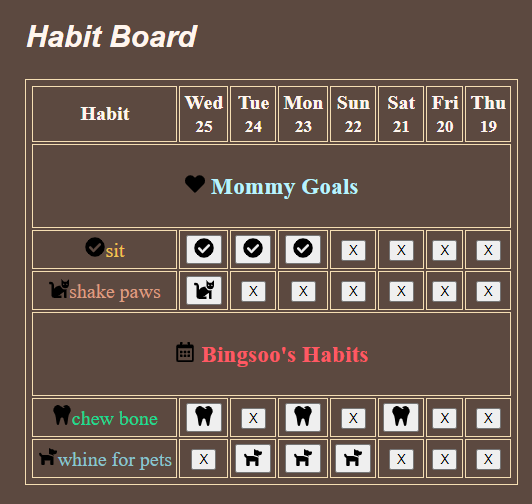 Habit Board
Habit Wed Tue Mon Sun Sat Fri Thu
25 24 23 22 21 20 19
Mommy Goals
sit X X X X
shake paws X X X X X X
Bingsoo's Habits
chew bone X X X X
whine for pets X X X X